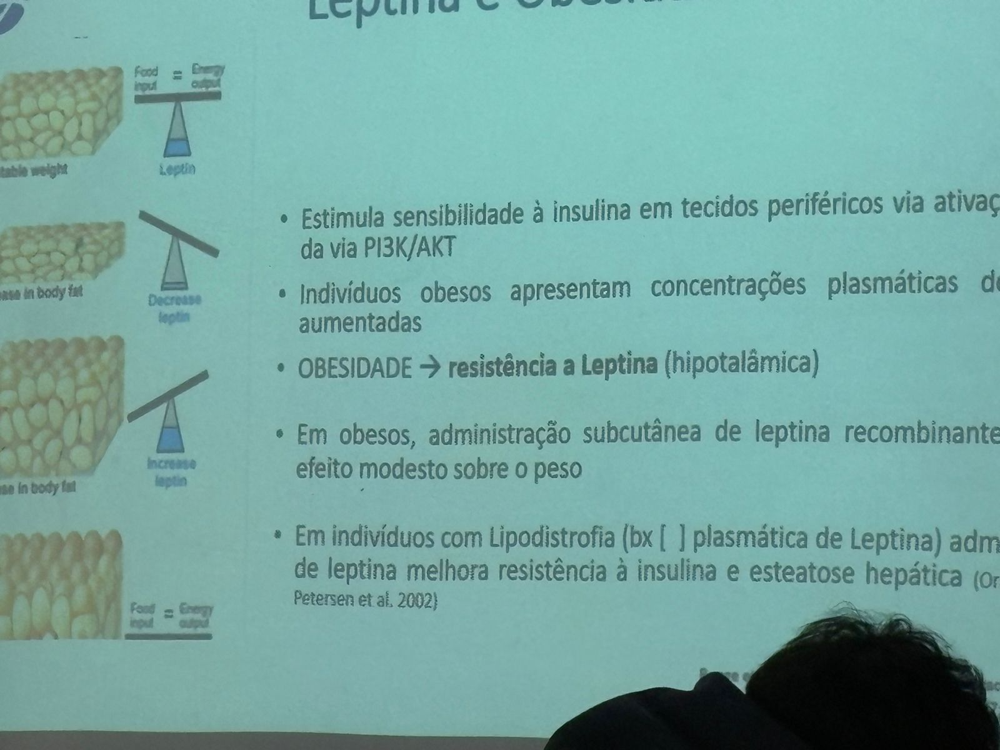 Leptina e
Food = Energy
input output
Leptin
table weight
Decrease
leptin
ease in body fat
Increase
leptin
ase in body fat
Food = Energy
input output
• Estimula sensibilidade à insulina em tecidos periféricos via ativaç
da via PI3K/AKT
• Indivíduos obesos apresentam concentrações plasmáticas de
aumentadas
• OBESIDADE → resistência a Leptina (hipotalâmica)
• Em obesos, administração subcutânea de leptina recombinante
efeito modesto sobre o peso
• Em indivíduos com Lipodistrofia (bx [ ] plasmática de Leptina) adm
de leptina melhora resistência à insulina e esteatose hepática (Or
Petersen et al. 2002)